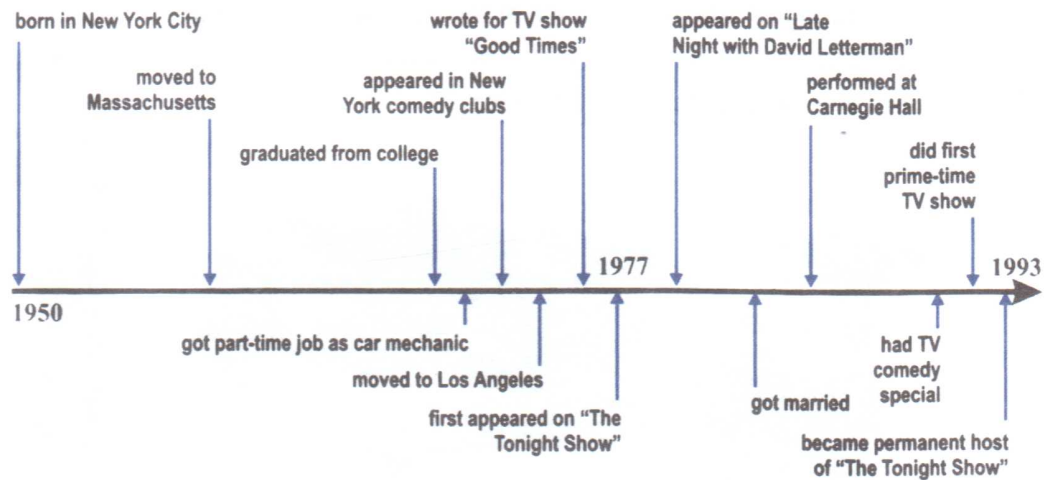 born in New York City
moved to
Massachusetts
graduated from college
appeared in New
York comedy clubs
wrote for TV show
“Good Times”
appeared on “Late
Night with David Letterman”
performed at
Carnegie Hall
did first
prime-time
TV show
1950
1977
1993
got part-time job as car mechanic
moved to Los Angeles
first appeared on “The
Tonight Show”
got married
had TV
comedy
special
became permanent host
of “The Tonight Show”